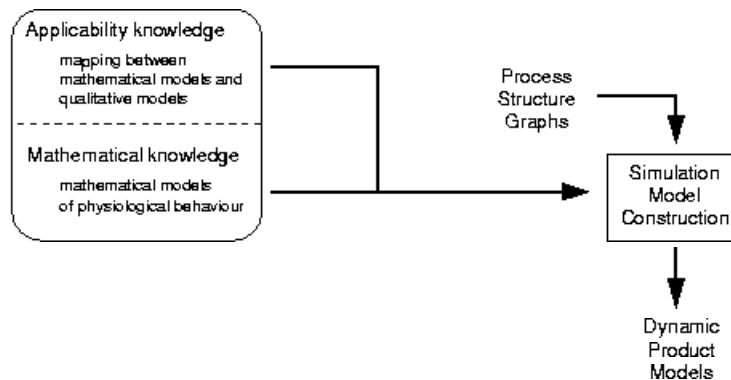 Applicability knowledge
mapping between
mathematical models and
qualitative models
Mathematical knowledge
mathematical models
of physiological behaviour
Process
Structure
Graphs
Simulation
Model
Construction
Dynamic
Product
Models